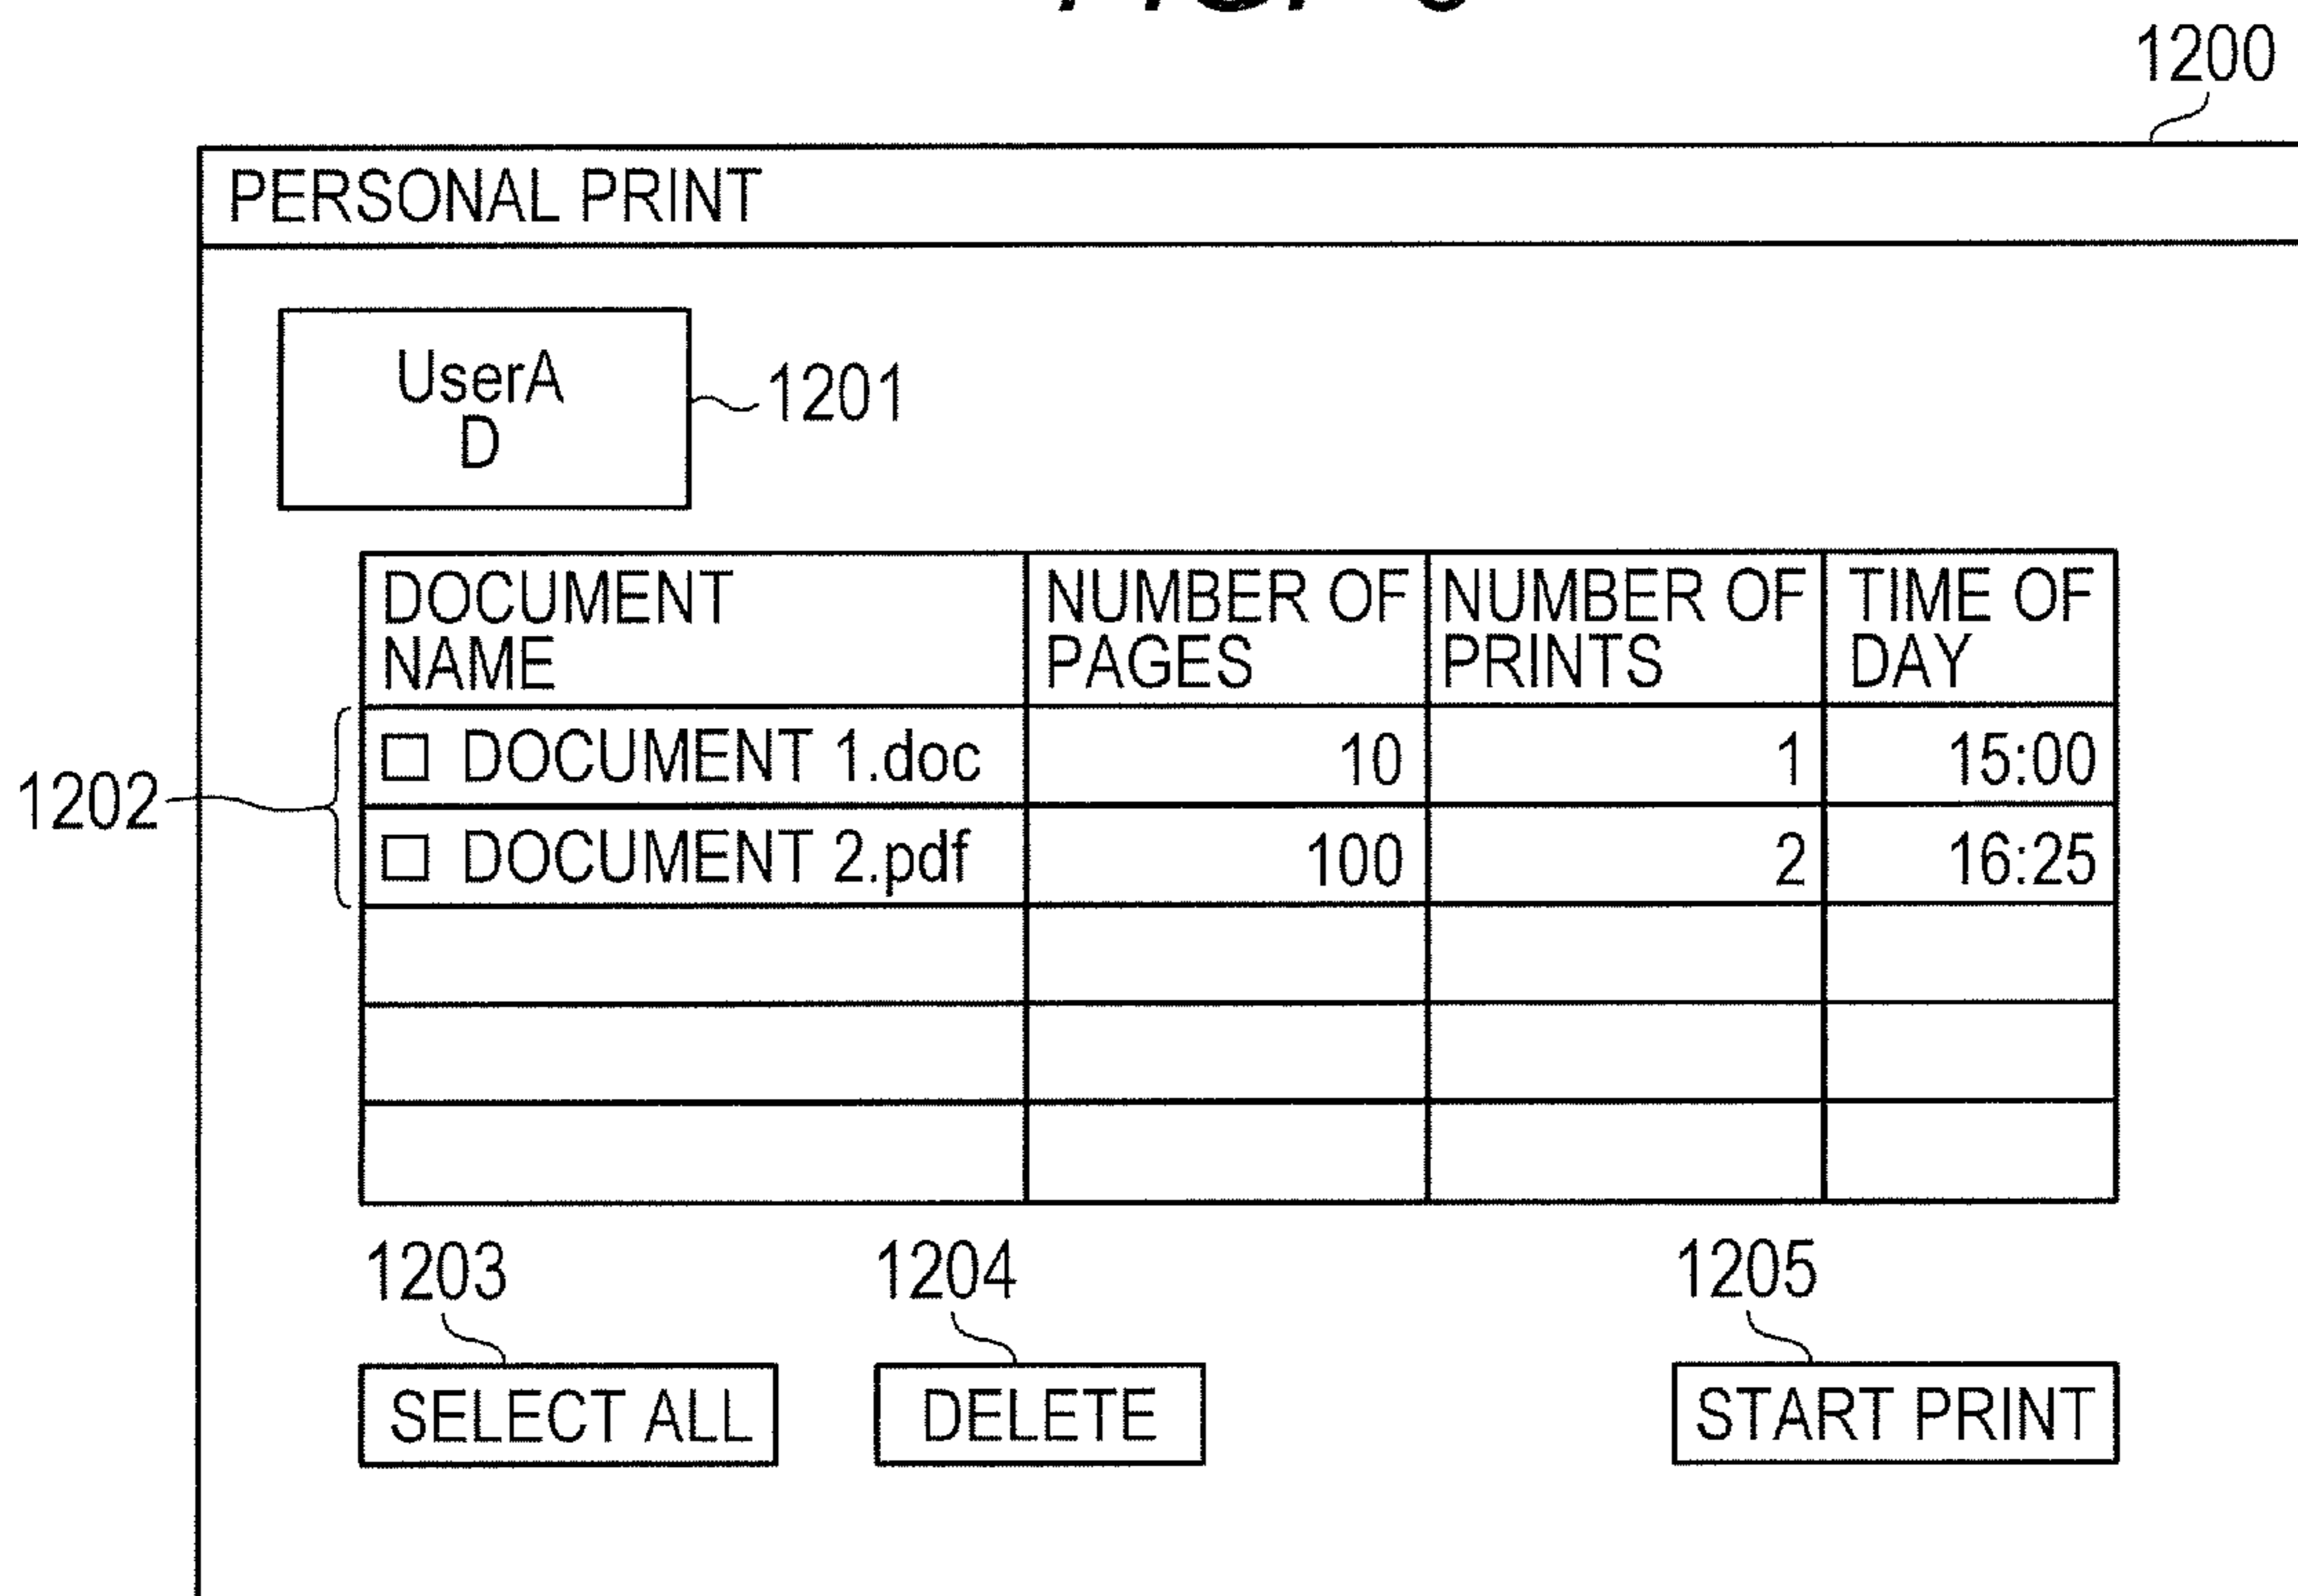 1200
PERSONAL PRINT
UserA
D
1201
DOCUMENT NAME NUMBER OF PAGES NUMBER OF PRINTS TIME OF DAY
1202
DOCUMENT 1.doc 10 1 15:00
DOCUMENT 2.pdf 100 2 16:25
1203 1204 1205
SELECT ALL DELETE START PRINT